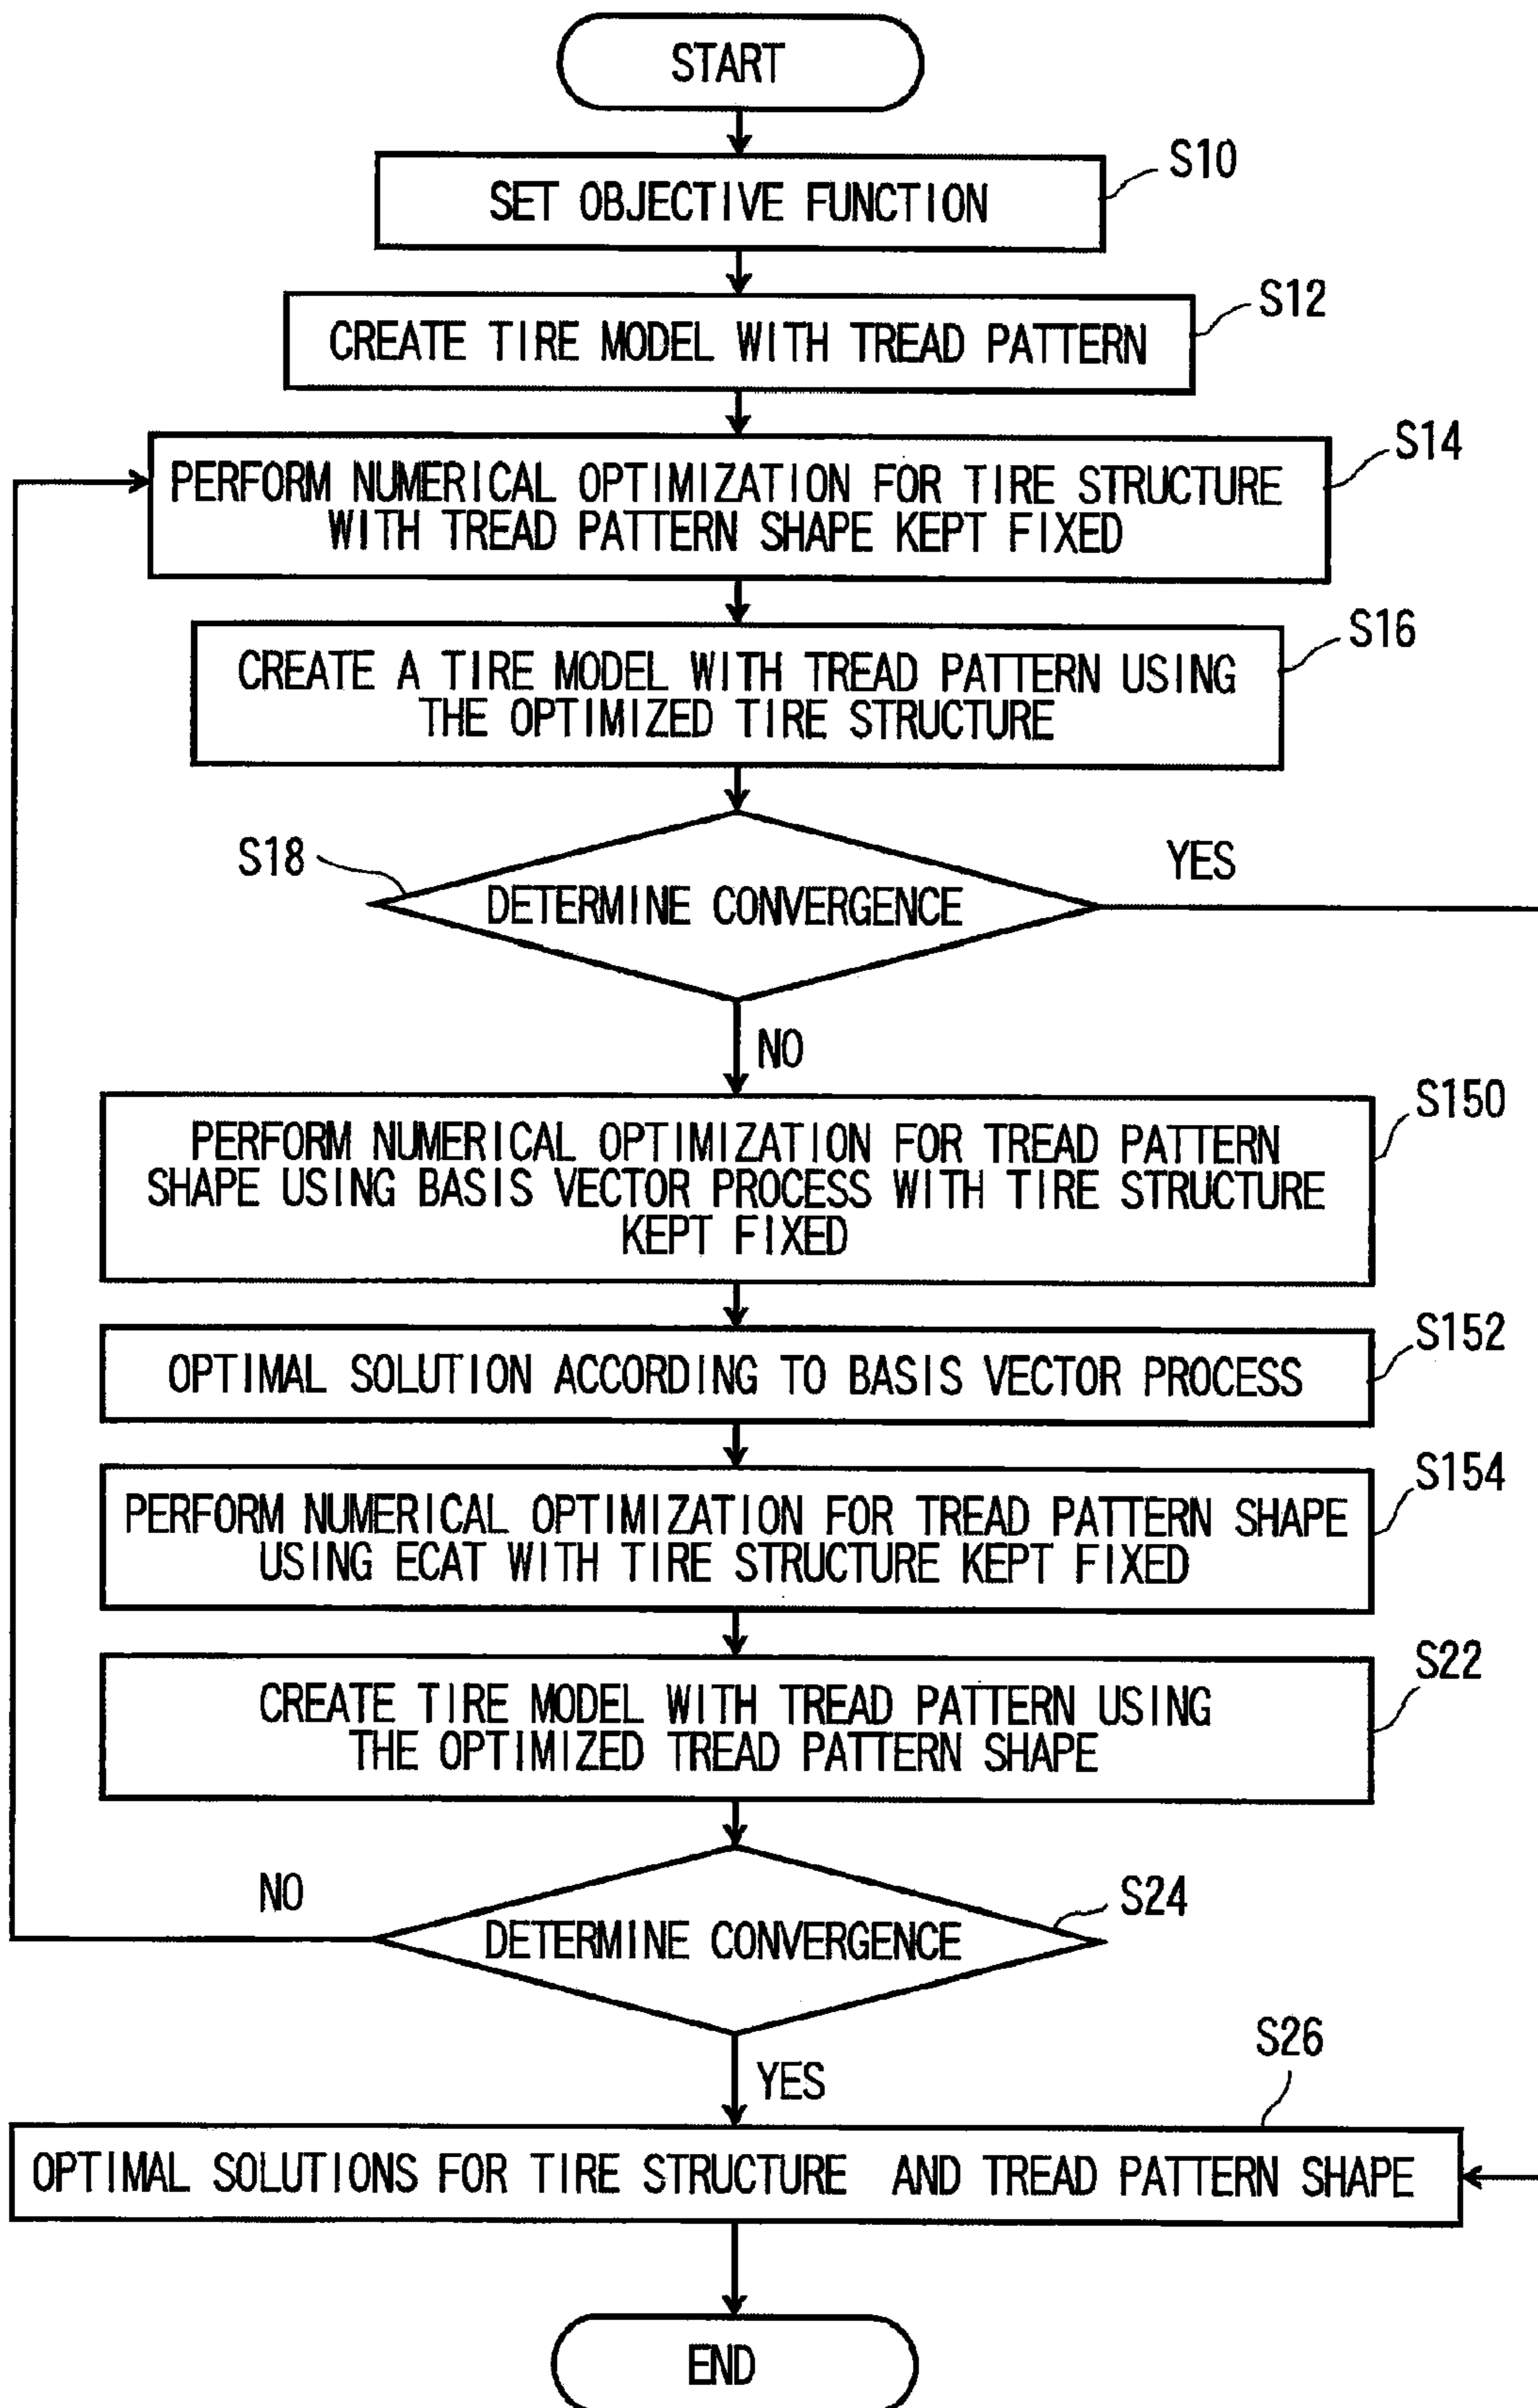 START
S10
SET OBJECTIVE FUNCTION
S12
CREATE TIRE MODEL WITH TREAD PATTERN
S14
PERFORM NUMERICAL OPTIMIZATION FOR TIRE STRUCTURE
WITH TREAD PATTERN SHAPE KEPT FIXED
S16
CREATE A TIRE MODEL WITH TREAD PATTERN USING
THE OPTIMIZED TIRE STRUCTURE
S18
YES
DETERMINE CONVERGENCE
NO
S150
PERFORM NUMERICAL OPTIMIZATION FOR TREAD PATTERN
SHAPE USING BASIS VECTOR PROCESS WITH TIRE STRUCTURE
KEPT FIXED
S152
OPTIMAL SOLUTION ACCORDING TO BASIS VECTOR PROCESS
S154
PERFORM NUMERICAL OPTIMIZATION FOR TREAD PATTERN SHAPE
USING ECAT WITH TIRE STRUCTURE KEPT FIXED
S22
CREATE TIRE MODEL WITH TREAD PATTERN USING
THE OPTIMIZED TREAD PATTERN SHAPE
NO
S24
DETERMINE CONVERGENCE
YES
S26
OPTIMAL SOLUTIONS FOR TIRE STRUCTURE AND TREAD PATTERN SHAPE
END